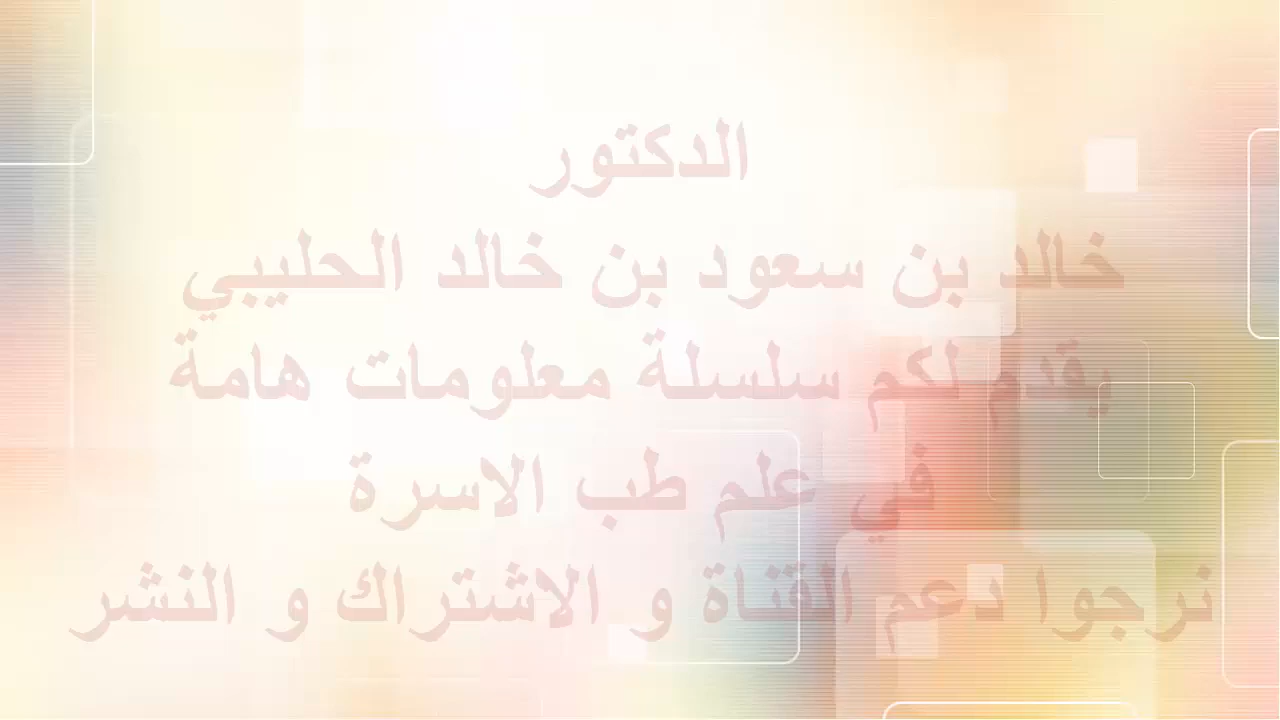 الدكتور
خالد بن سعود بن خالد الحليبي
يقدم لكم سلسلة معلومات هامة
في علم طب الاسرة
نرجوا دعم القناة و الاشتراك و النشر